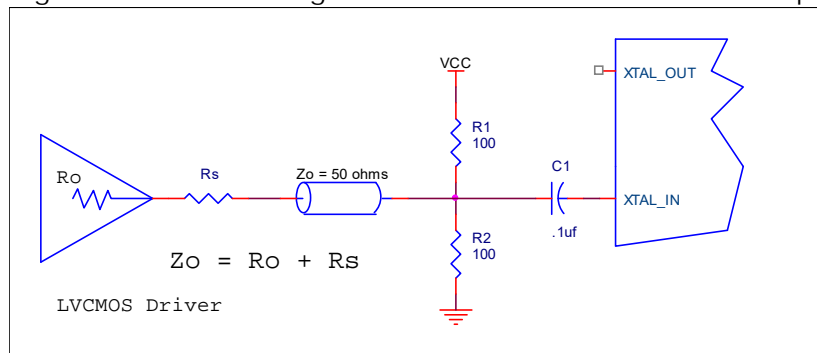 VCC
XTAL_OUT
R1
100
Ro
Rs
Zo = 50 ohms
C1
XTAL_IN
.1uf
R2
100
Zo = Ro + Rs
LVCMOS Driver